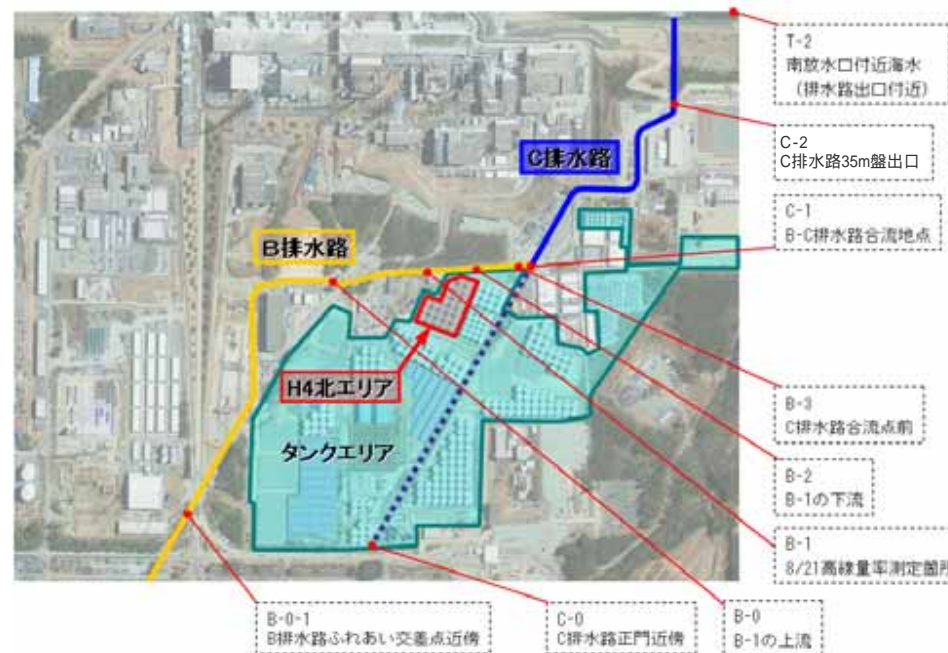 T-2
南放水口付近海水
(排水路出口付近)
C-2
C排水路35m盤出口
C排水路
C-1
B-C排水路合流地点
B排水路
H4北エリア
タンクエリア
B-3
C排水路合流点前
B-2
B-1の下流
B-1
8/21高線量率測定箇所
B-0-1
B排水路ふれあい交差点近傍
C-0
C排水路正門近傍
B-0
B-1の上流